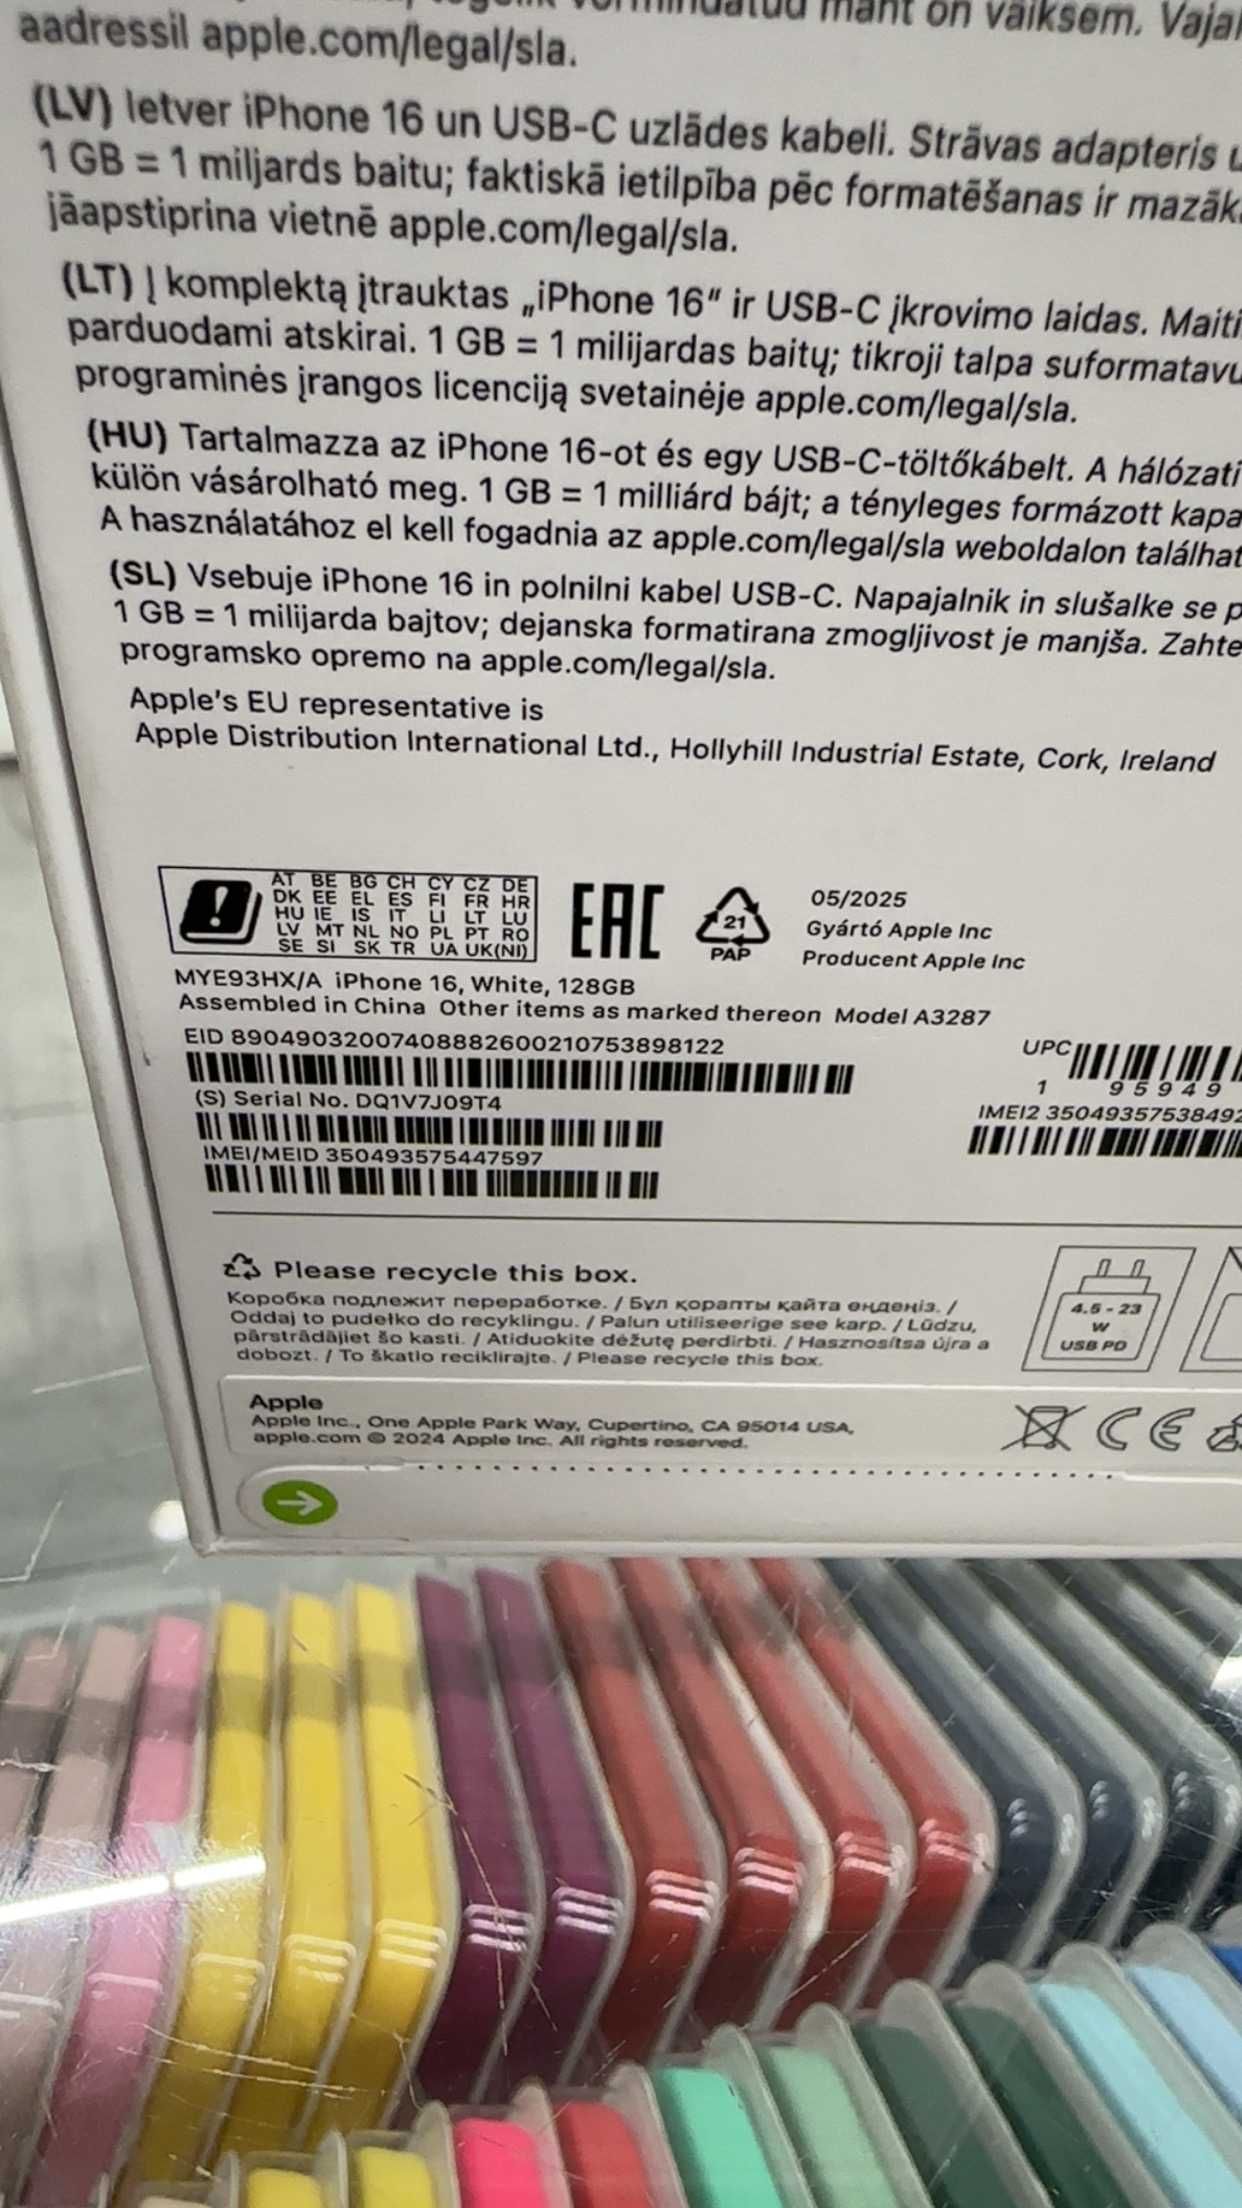 mant on väiksem.
aadressil apple.com/legal/sla.
(LV) Ietver iPhone 16 un USB-C uzlādes kabeli. Strāvas adapteris
1 GB = 1 miljards baitu; faktiskā ietilpība pēc formatēšanas ir
jāapstiprina vietnē apple.com/legal/sla.
(LT) Į komplektą įtrauktas „iPhone 16“ ir USB-C įkrovimo laidas.
parduodami atskirai. 1 GB = 1 milijardas baitų; tikroji talpa
programinės įrangos licenciją svetainėje apple.com/legal/sla.
(HU) Tartalmazza az iPhone 16-ot és egy USB-C-töltőkábelt. A hálózati
külön vásárolható meg. 1 GB = 1 milliárd bájt; a tényleges formázott
A használatához el kell fogadnia az apple.com/legal/sla weboldalon
(SL) Vsebuje iPhone 16 in polnilni kabel USB-C. Napajalnik in slušalke se
1 GB = 1 milijarda bajtov; dejanska formatirana zmogljivost je manjša.
programsko opremo na apple.com/legal/sla.
Apple's EU representative is
Apple Distribution International Ltd., Hollyhill Industrial Estate, Cork, Ireland
AT BE BG CH CY CZ DE
DK EE EL ES FI FR HR
HU IE IS IT LI LT LU
LV MT NL NO PL PT RO
SE SI SK TR UA UK(NI)
EAC
21
PAP
05/2025
Gyártó Apple Inc
Producent Apple Inc
MYE93HX/A iPhone 16, White, 128GB
Assembled in China Other items as marked thereon Model A3287
EID 89049032007408882600210753898122
UPC
1 95949
(S) Serial No. DQ1V7J09T4
IMEI2 35049357538492
IMEI/MEID 350493575447597
Please recycle this box.
Коробка подлежит переработке. / Бұл қорапты қайта өңдеңіз. /
Oddaj to pudełko do recyklingu. / Palun utiliseerige see karp. / Lūdzu,
pārstrādājiet šo kasti. / Atiduokite dėžutę perdirbti. / Hasznosítsa újra a
dobozt. / To škatlo reciklirajte. / Please recycle this box.
4.5 - 23
W
USB PD
Apple
Apple Inc., One Apple Park Way, Cupertino, CA 95014 USA.
apple.com © 2024 Apple Inc. All rights reserved.
CE